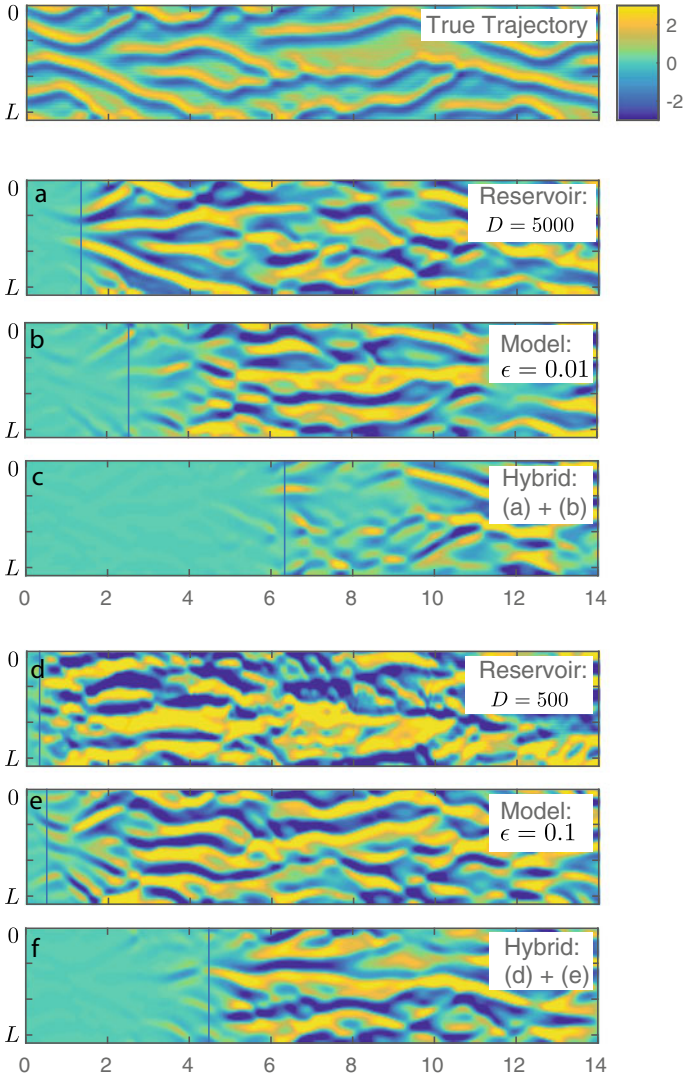 0
True Trajectory
L
2
0
-2
0
a
Reservoir:
D = 5000
L
0
b
Model:
ϵ = 0.01
L
0
c
Hybrid:
(a) + (b)
L
0 2 4 6 8 10 12 14
0
d
Reservoir:
D = 500
L
0
e
Model:
ϵ = 0.1
L
0
f
Hybrid:
(d) + (e)
L
0 2 4 6 8 10 12 14